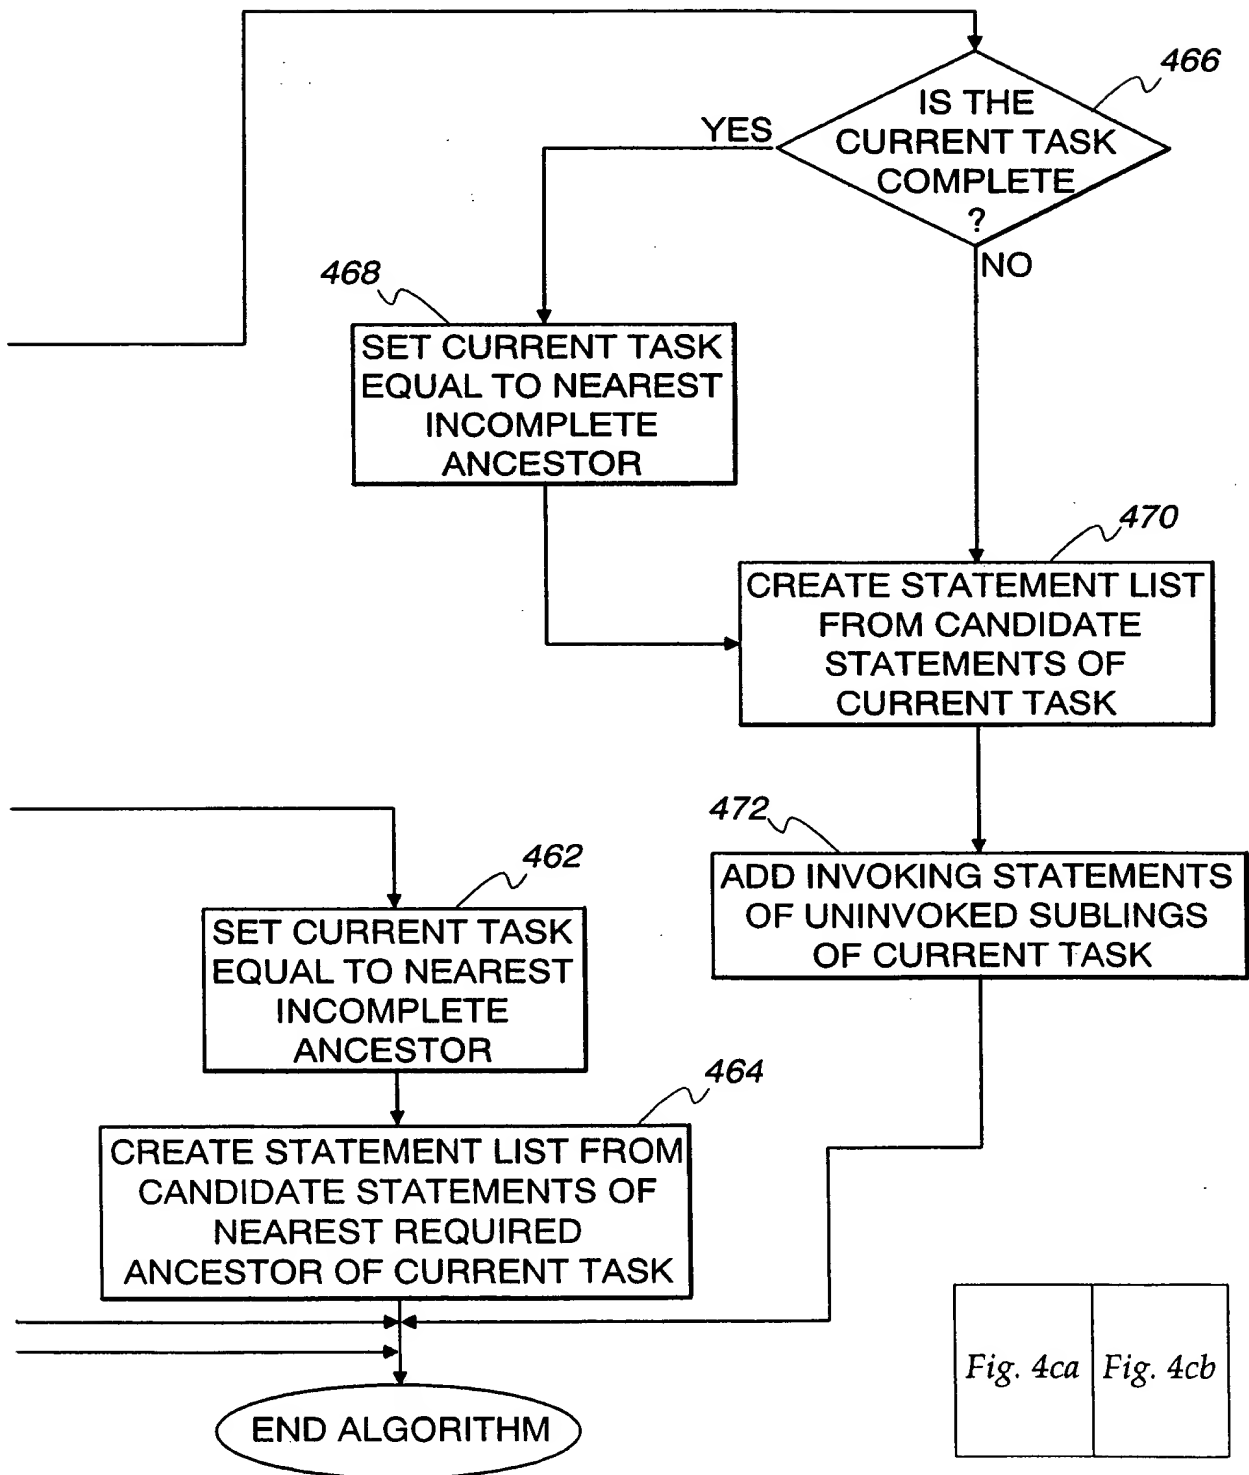 466
IS THE
CURRENT TASK
COMPLETE
?
YES
NO
468
SET CURRENT TASK
EQUAL TO NEAREST
INCOMPLETE
ANCESTOR
470
CREATE STATEMENT LIST
FROM CANDIDATE
STATEMENTS OF
CURRENT TASK
472
ADD INVOKING STATEMENTS
OF UNINVOKED SUBLINGS
OF CURRENT TASK
462
SET CURRENT TASK
EQUAL TO NEAREST
INCOMPLETE
ANCESTOR
464
CREATE STATEMENT LIST FROM
CANDIDATE STATEMENTS OF
NEAREST REQUIRED
ANCESTOR OF CURRENT TASK
END ALGORITHM
Fig. 4ca
Fig. 4cb